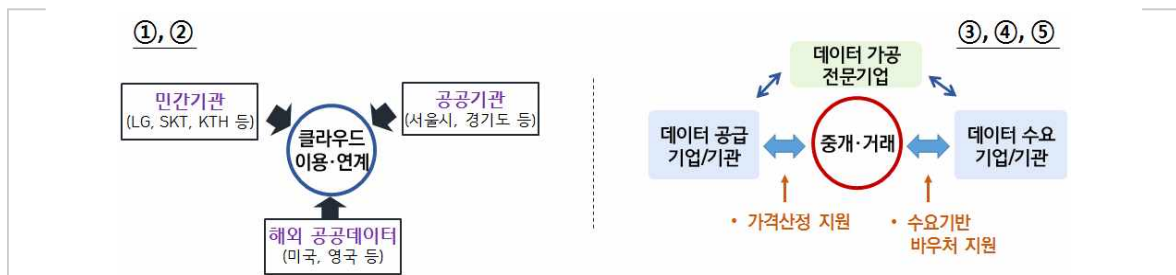 ①, ②
민간기관
(LG, SKT, KTH 등)
공공기관
(서울시, 경기도 등)
클라우드
이용·연계
해외 공공데이터
(미국, 영국 등)
③, ④, ⑤
데이터 가공
전문기업
데이터 공급
기업/기관
중개·거래
데이터 수요
기업/기관
• 가격산정 지원
• 수요기반
바우처 지원